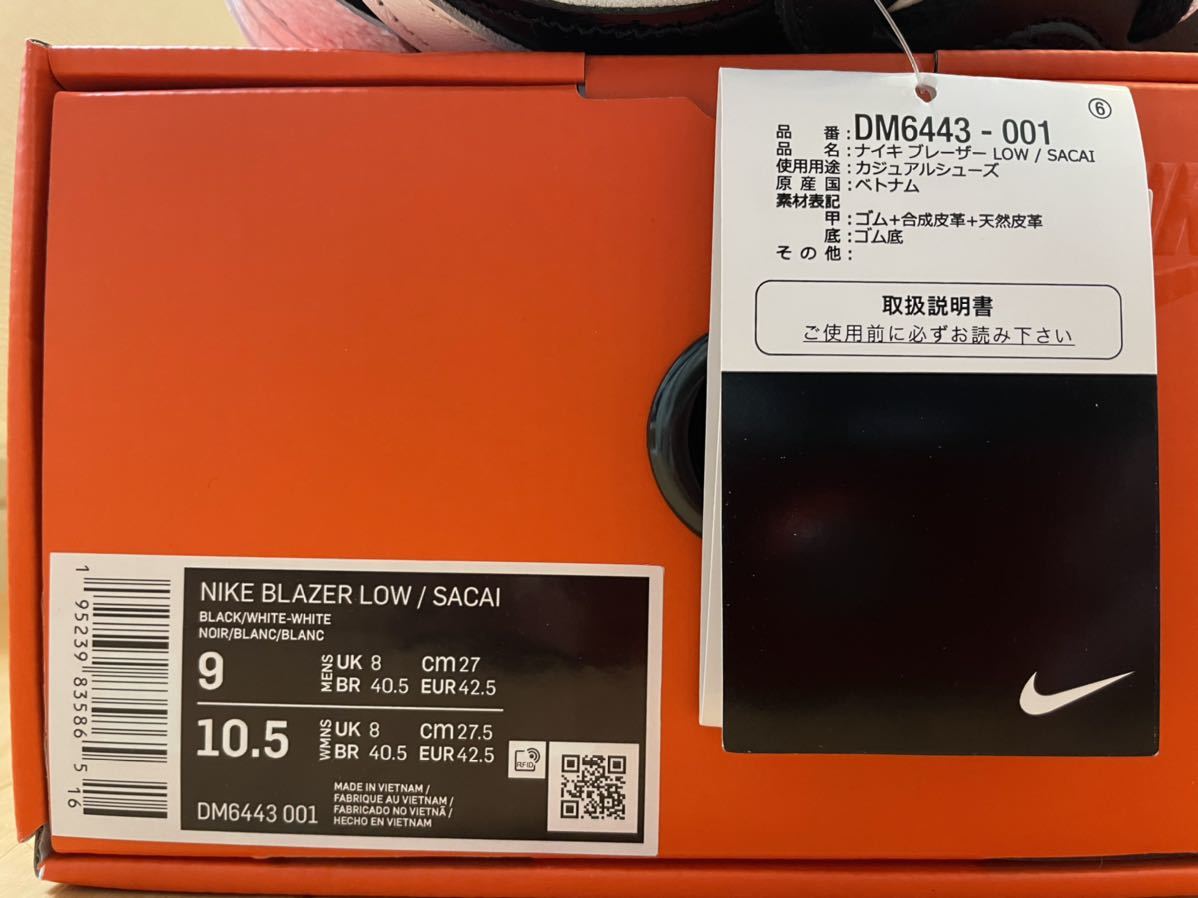 ⑥
品番:DM6443 - 001
品名:ナイキ ブレーザー LOW / SACAI
使用用途:カジュアルシューズ
原産国:ベトナム
素材表記
甲:ゴム+合成皮革+天然皮革
底:ゴム底
その他:
取扱説明書
ご使用前に必ずお読み下さい
NIKE BLAZER LOW / SACAI
BLACK/WHITE-WHITE
NOIR/BLANC/BLANC
9 MENS UK 8 cm 27
BR 40.5 EUR 42.5
10.5 WMNS UK 8 cm 27.5
BR 40.5 EUR 42.5
RFID
MADE IN VIETNAM /
FABRIQUE AU VIETNAM /
FABRICADO NO VIETNÃ /
HECHO EN VIETNAM
DM6443 001
1 95239 83586 5 16